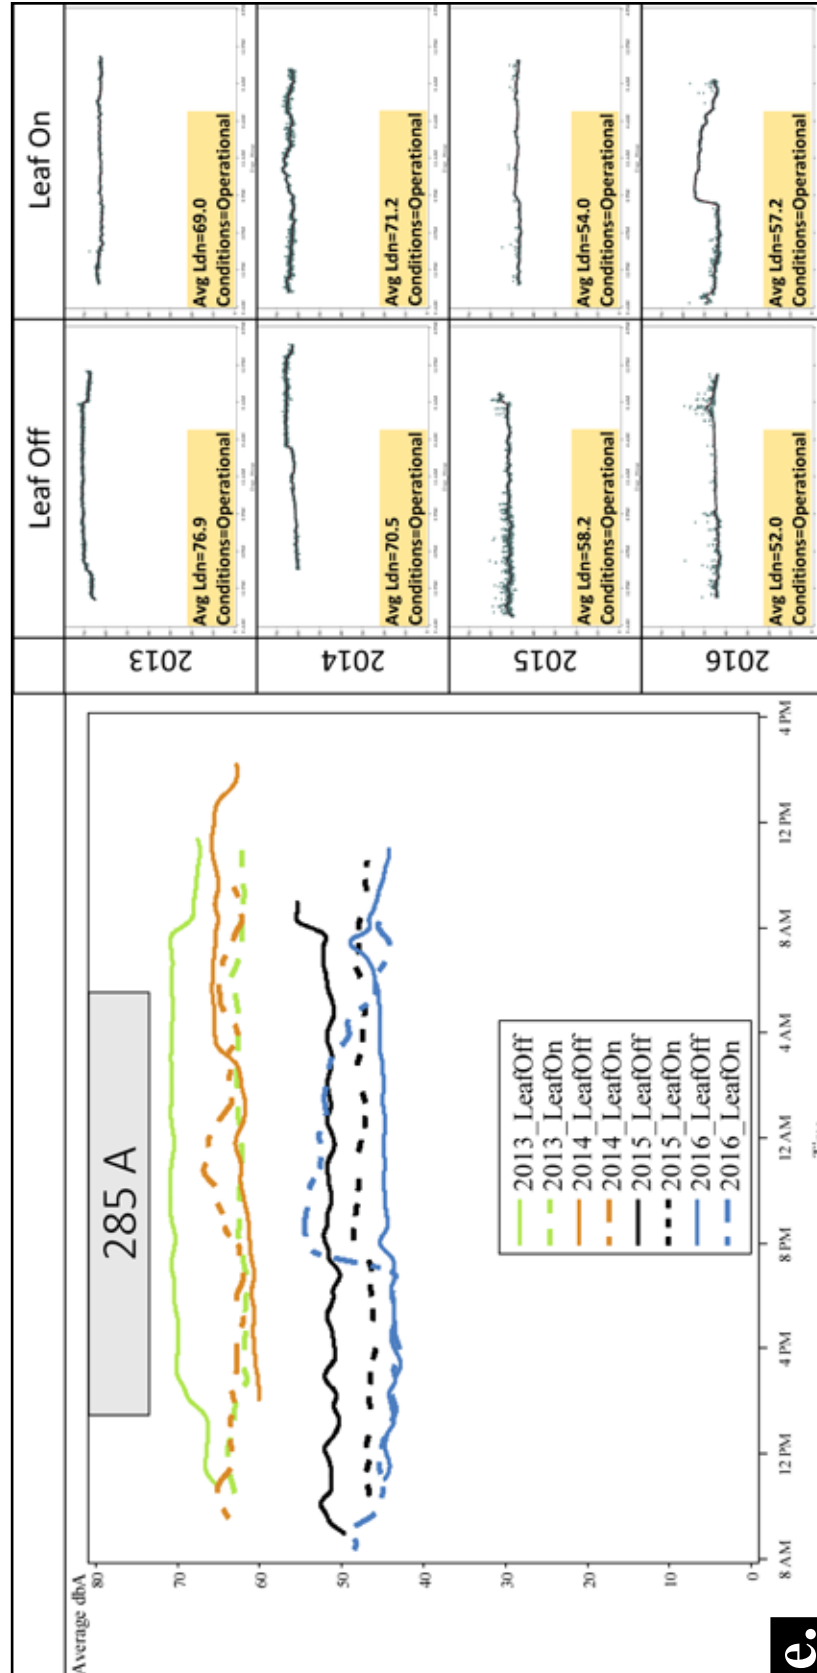 Average dbA
80
70
60
50
40
30
20
10
0
285 A
2013_LeafOff
2013_LeafOn
2014_LeafOff
2014_LeafOn
2015_LeafOff
2015_LeafOn
2016_LeafOff
2016_LeafOn
8 AM
12 PM
4 PM
8 PM
12 AM
4 AM
8 AM
12 PM
4 PM
e.
Leaf Off
Leaf On
2013
Avg Ldn=76.9
Conditions=Operational
Avg Ldn=69.0
Conditions=Operational
2014
Avg Ldn=70.5
Conditions=Operational
Avg Ldn=71.2
Conditions=Operational
2015
Avg Ldn=58.2
Conditions=Operational
Avg Ldn=54.0
Conditions=Operational
2016
Avg Ldn=52.0
Conditions=Operational
Avg Ldn=57.2
Conditions=Operational